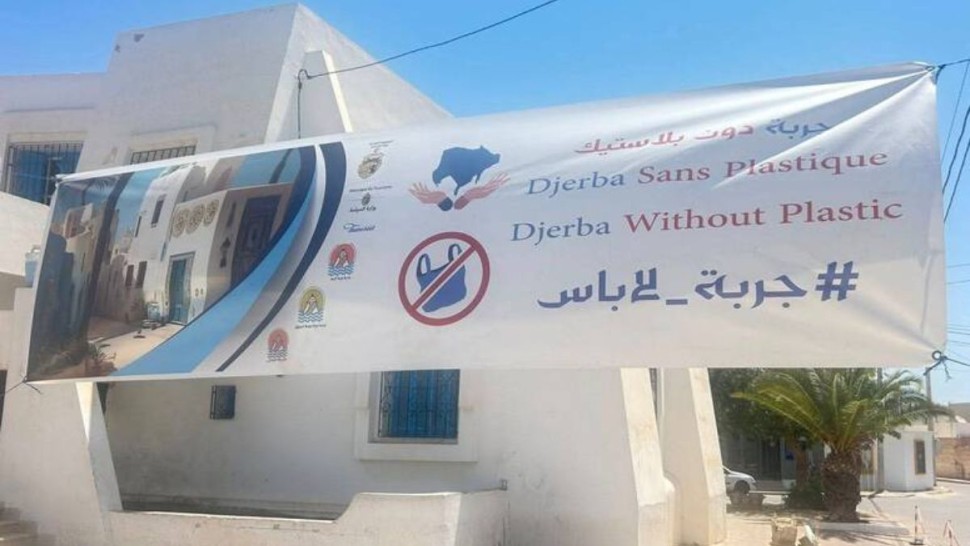 جربة دون بلاستيك
Djerba Sans Plastique
Djerba Without Plastic
#جربة_لاباس